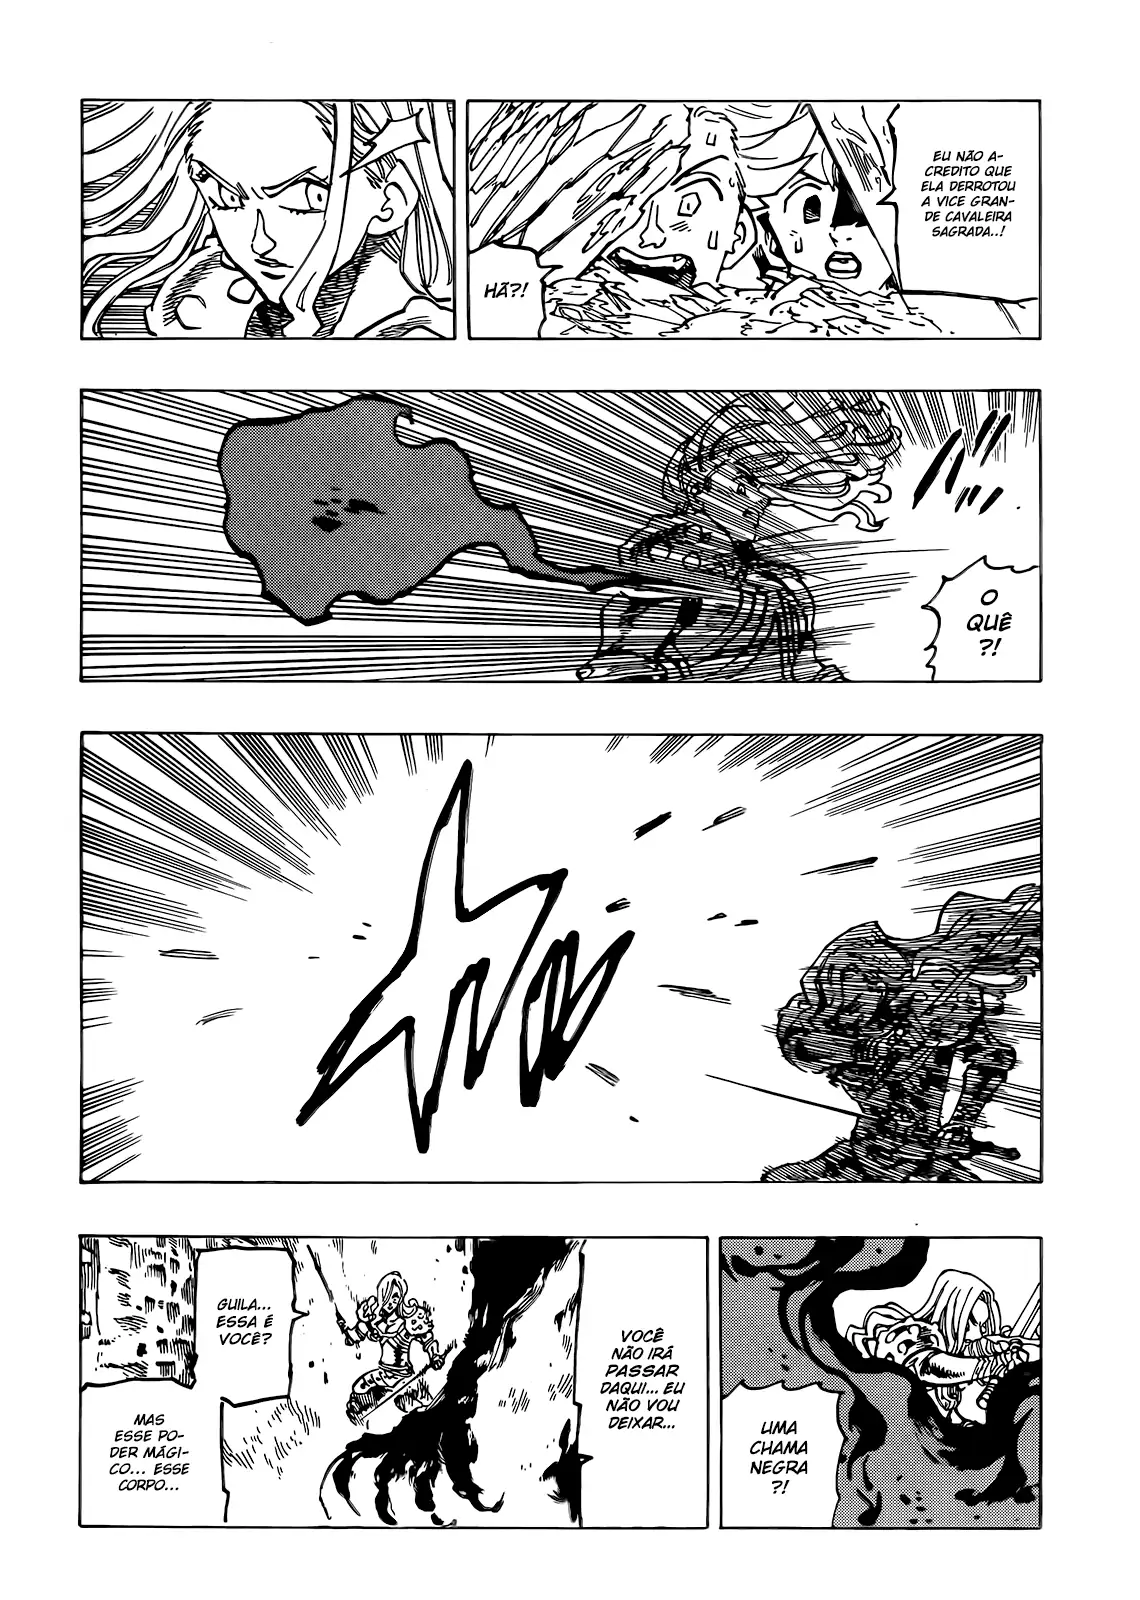 EU NÃO A-
CREDITO QUE
ELA DERROTOU
A VICE GRAN-
DE CAVALEIRA
SAGRADA..!
HÃ?!
O
QUÊ
?!
UMA
CHAMA
NEGRA
?!
VOCÊ
NÃO IRÁ
PASSAR
DAQUI... EU
NÃO VOU
DEIXAR...
GUILA...
ESSA É
VOCÊ?
MAS
ESSE PO-
DER MÁGI-
CO... ESSE
CORPO...